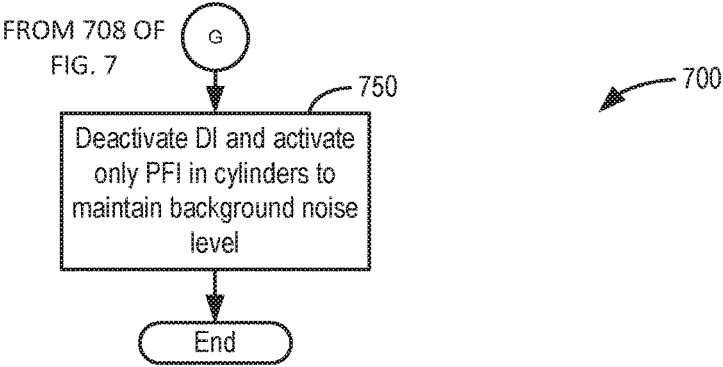 FROM 708 OF
FIG. 7
G
750
700
Deactivate DI and activate
only PFI in cylinders to
maintain background noise
level
End